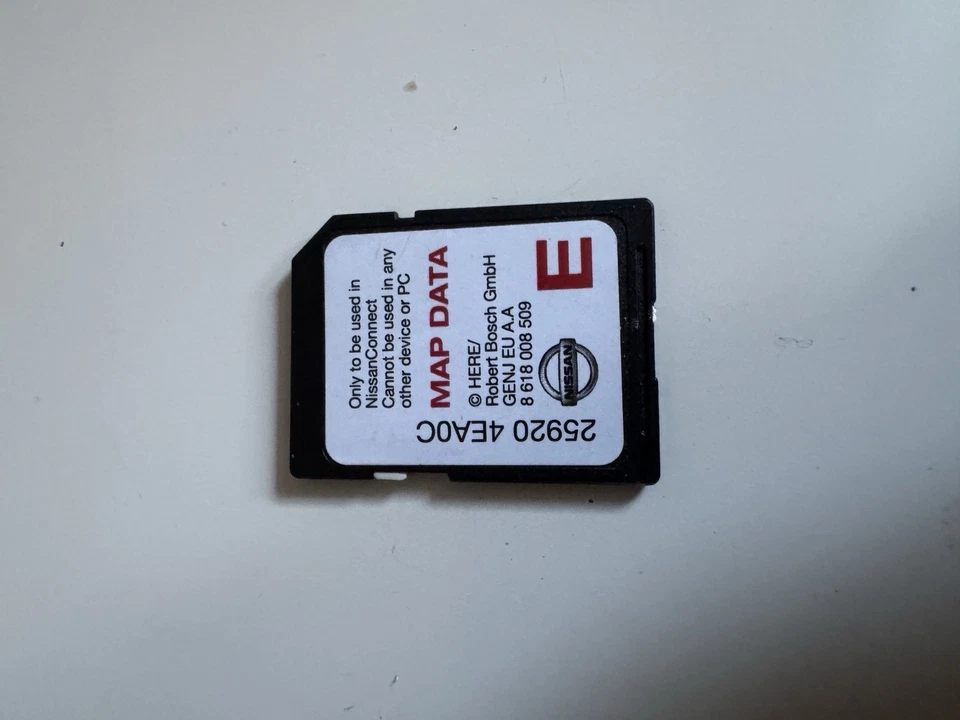 Only to be used in
NissanConnect
Cannot be used in any
other device or PC
MAP DATA
© HERE/
Robert Bosch GmbH
GENJ EU A.A
8 618 008 509
NISSAN
E
25920 4EA0C